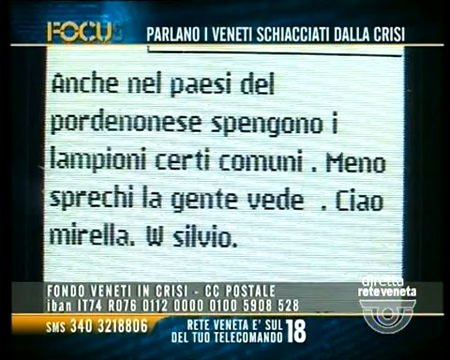 FOCUS
PARLANO I VENETI SCHIACCIATI DALLA CRISI
Anche nel paesi del
pordenonese spengono i
lampioni certi comuni . Meno
sprechi la gente vede . Ciao
mirella. W silvio.
diretta
reteveneta
FONDO VENETI IN CRISI - CC POSTALE
iban IT74 R076 0112 0000 0100 5908 528
SMS 340 3218806
RETE VENETA E' SUL 18
DEL TUO TELECOMANDO